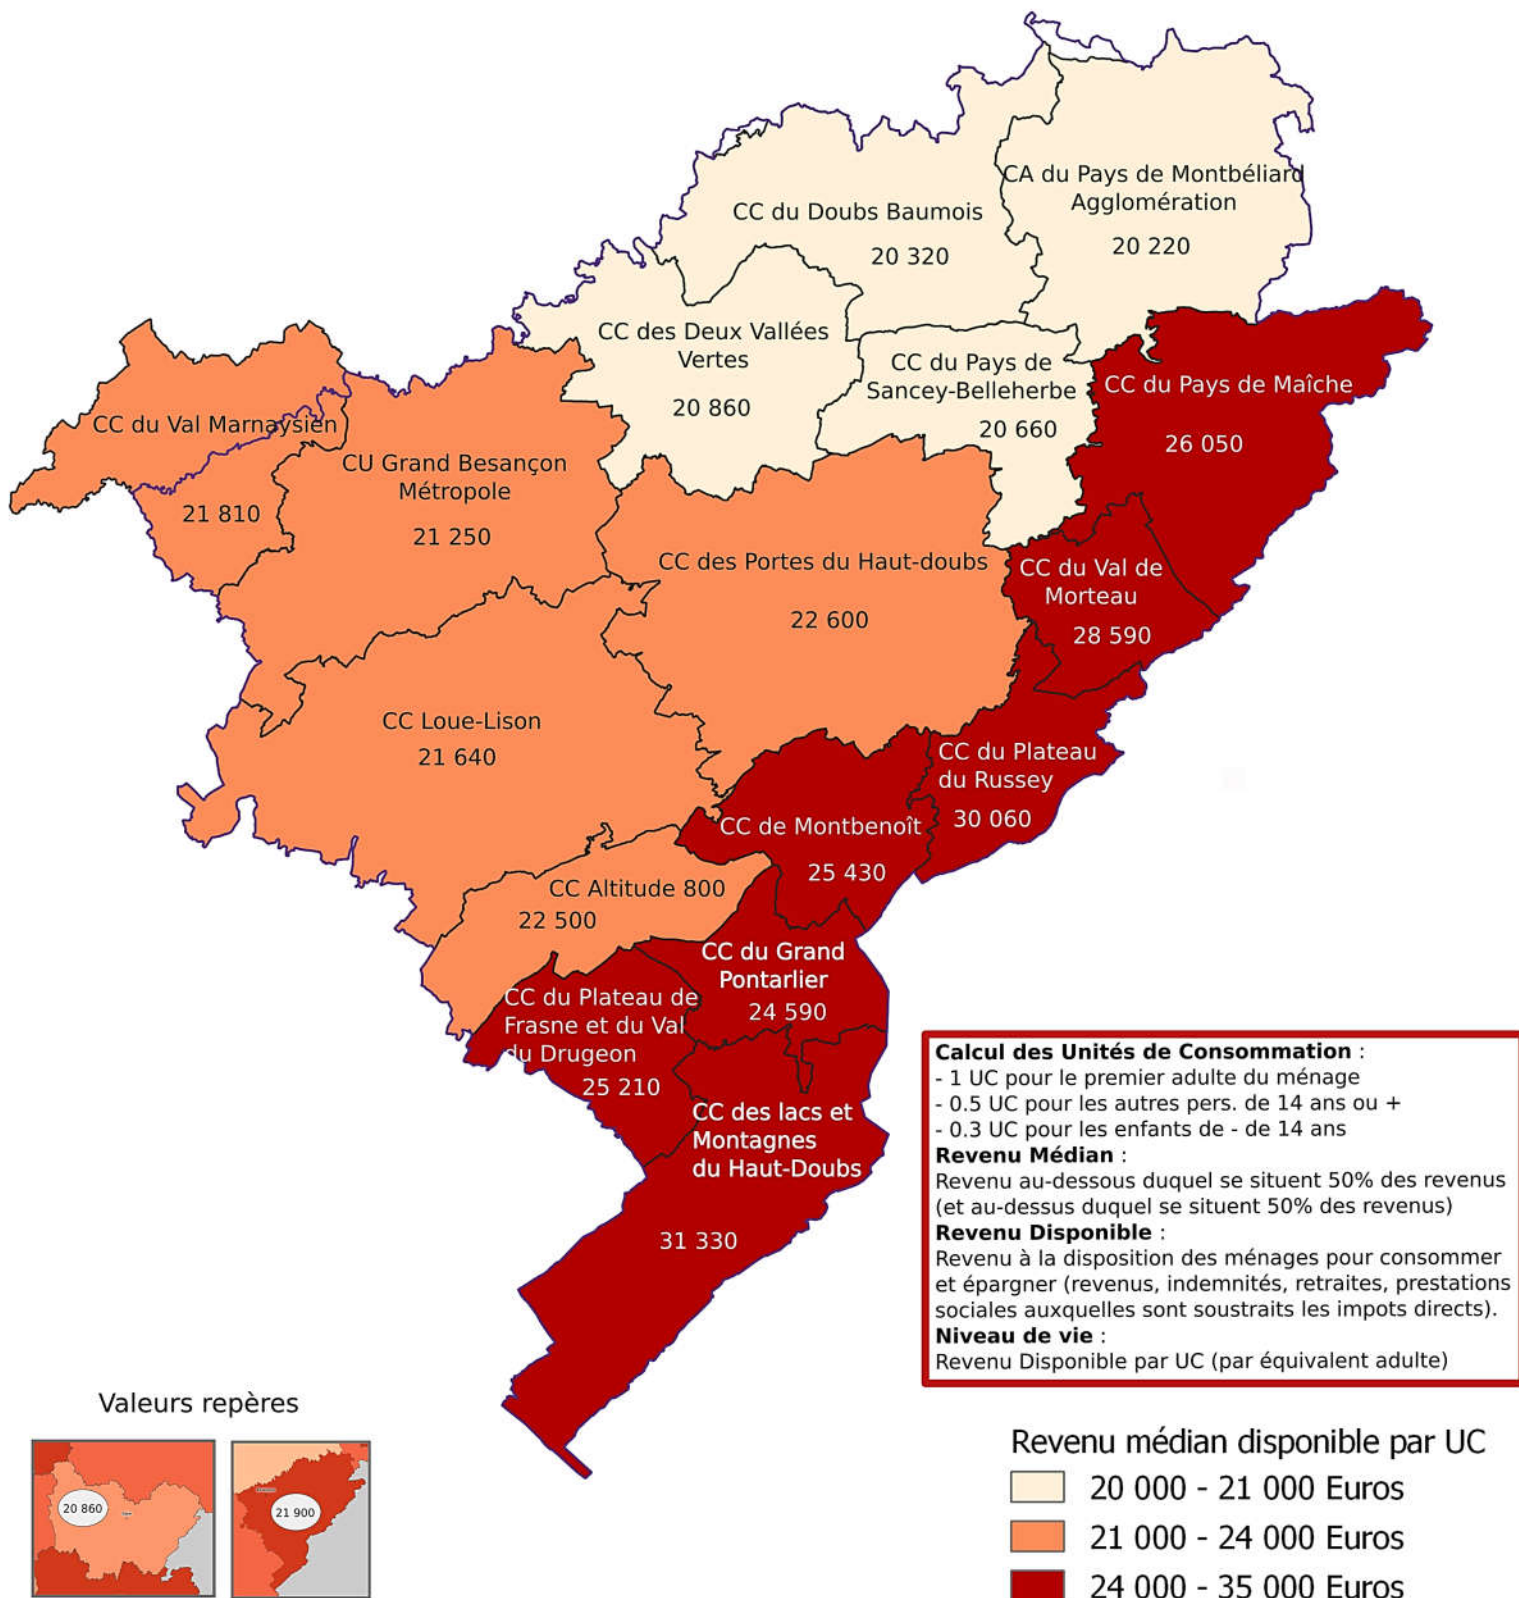 CA du Pays de Montbéliard
Agglomération
20 220
CC du Doubs Baumois
20 320
CC des Deux Vallées
Vertes
20 860
CC du Pays de
Sancey-Belleherbe
20 660
CC du Pays de Maîche
26 050
CC du Val Marnaysien
21 810
CU Grand Besançon
Métropole
21 250
CC des Portes du Haut-doubs
22 600
CC du Val de
Morteau
28 590
CC Loue-Lison
21 640
CC du Plateau
du Russey
30 060
CC de Montbenoît
25 430
CC Altitude 800
22 500
CC du Grand
Pontarlier
24 590
CC du Plateau de
Frasne et du Val
du Drugeon
25 210
CC des lacs et
Montagnes
du Haut-Doubs
31 330
Calcul des Unités de Consommation :
- 1 UC pour le premier adulte du ménage
- 0.5 UC pour les autres pers. de 14 ans ou +
- 0.3 UC pour les enfants de - de 14 ans
Revenu Médian :
Revenu au-dessous duquel se situent 50% des revenus
(et au-dessus duquel se situent 50% des revenus)
Revenu Disponible :
Revenu à la disposition des ménages pour consommer
et épargner (revenus, indemnités, retraites, prestations
sociales auxquelles sont soustraits les impots directs).
Niveau de vie :
Revenu Disponible par UC (par équivalent adulte)
Valeurs repères
20 860
21 900
Revenu médian disponible par UC
20 000 - 21 000 Euros
21 000 - 24 000 Euros
24 000 - 35 000 Euros